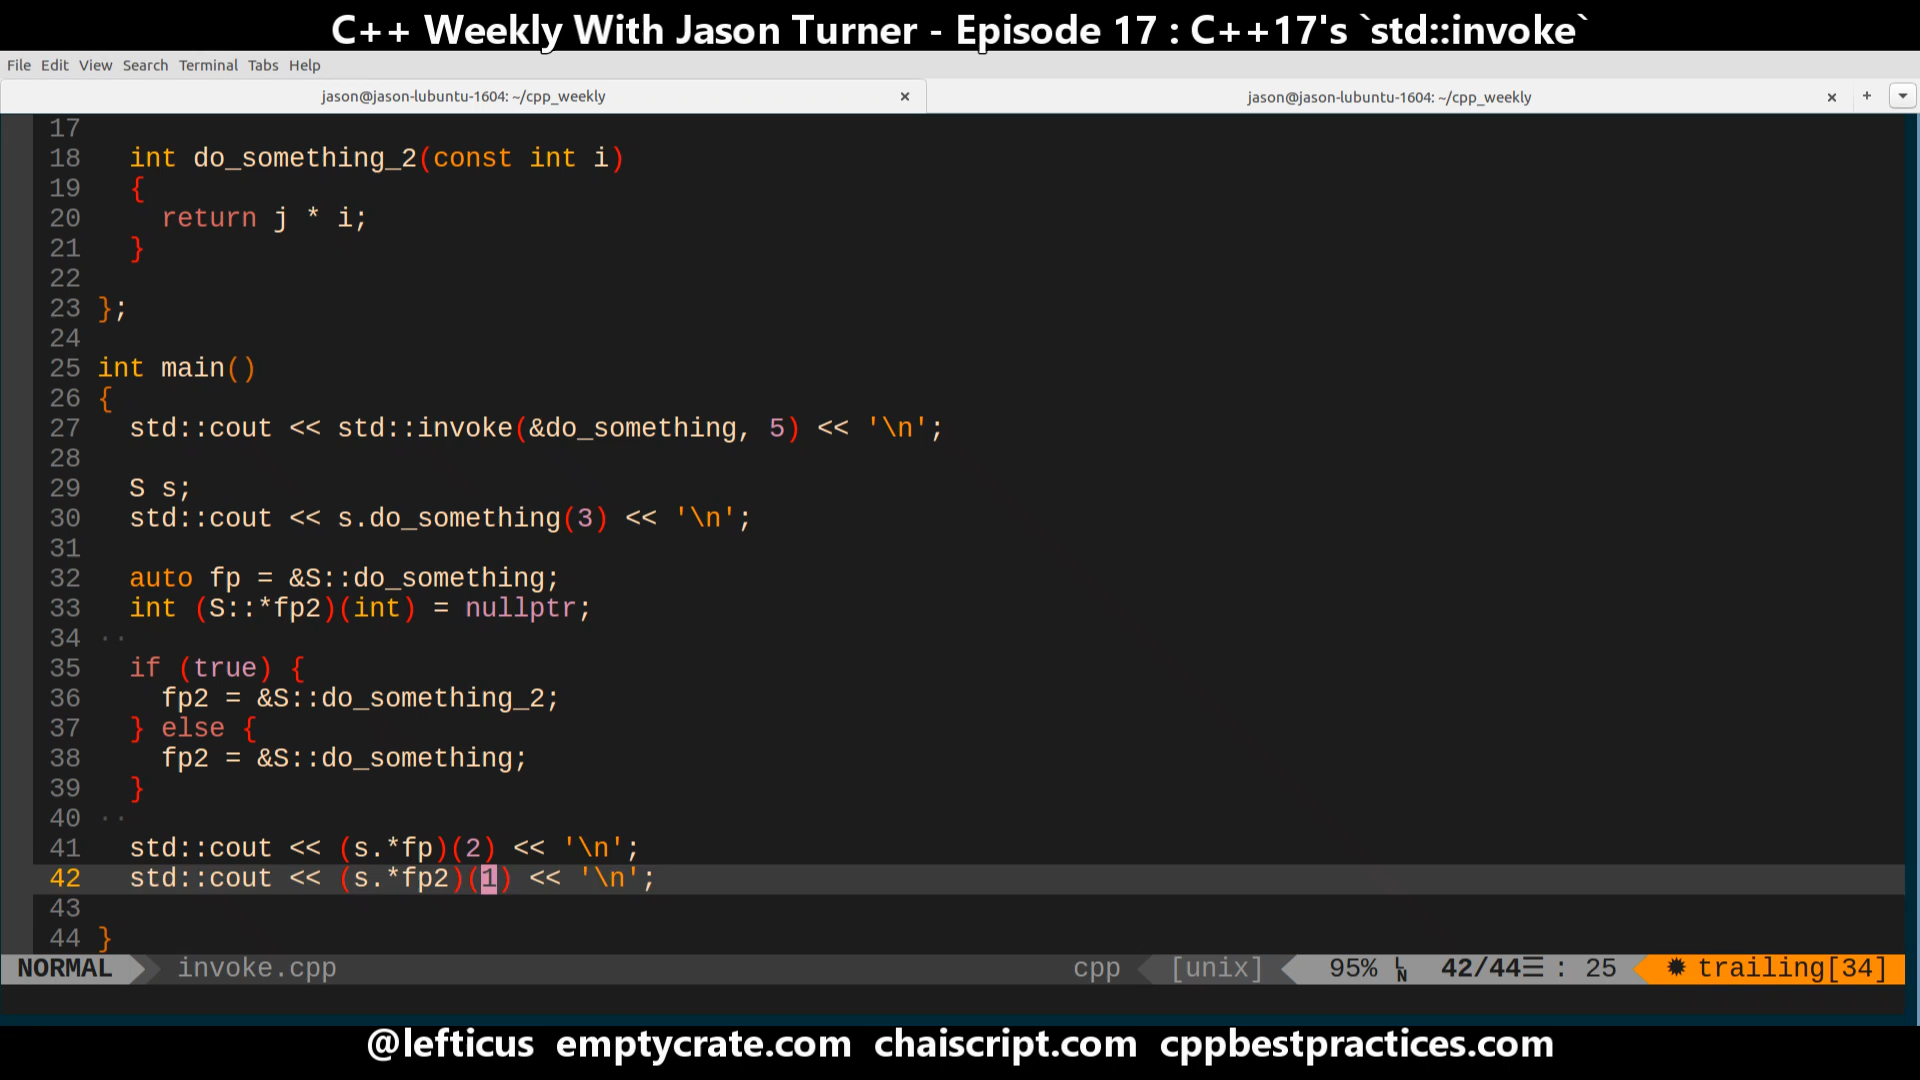 C++ Weekly With Jason Turner - Episode 17 : C++17's `std::invoke`
File Edit View Search Terminal Tabs Help
jason@jason-lubuntu-1604: ~/cpp_weekly × jason@jason-lubuntu-1604: ~/cpp_weekly × +
17
18   int do_something_2(const int i)
19   {
20     return j * i;
21   }
22
23 };
24
25 int main()
26 {
27   std::cout << std::invoke(&do_something, 5) << '\n';
28
29   S s;
30   std::cout << s.do_something(3) << '\n';
31
32   auto fp = &S::do_something;
33   int (S::*fp2)(int) = nullptr;
34 ··
35   if (true) {
36     fp2 = &S::do_something_2;
37   } else {
38     fp2 = &S::do_something;
39   }
40 ··
41   std::cout << (s.*fp)(2) << '\n';
42   std::cout << (s.*fp2)(1) << '\n';
43
44 }
NORMAL invoke.cpp cpp [unix] 95% LN 42/44☰ : 25 ✹ trailing[34]
@lefticus emptycrate.com chaiscript.com cppbestpractices.com